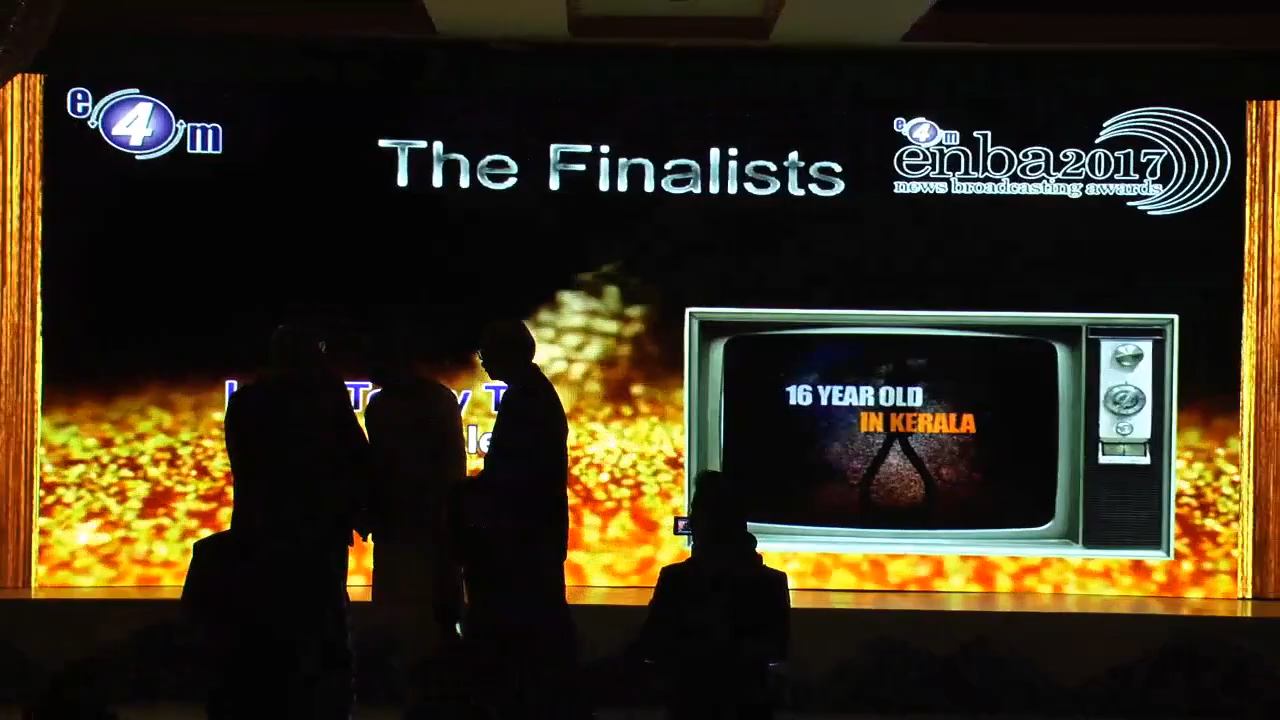 e4m
The Finalists
e4m
enba2017
news broadcasting awards
16 YEAR OLD
IN KERALA